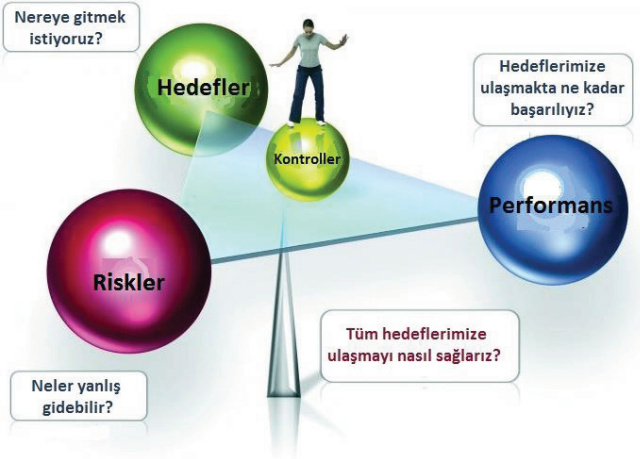 Nereye gitmek
istiyoruz?
Hedefler
Hedeflerimize
ulaşmakta ne kadar
başarılıyız?
Kontroller
Performans
Riskler
Tüm hedeflerimize
ulaşmayı nasıl sağlarız?
Neler yanlış
gidebilir?